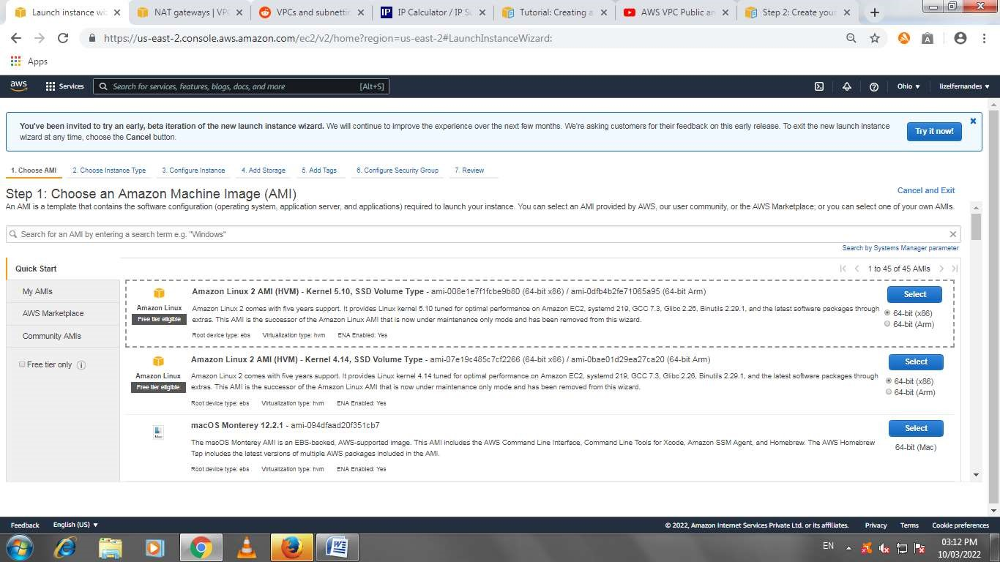 Launch instance wi
NAT gateways | VPC
VPCs and subnettin
IP Calculator / IP Su
Tutorial: Creating a
AWS VPC Public an
Step 2: Create your
https://us-east-2.console.aws.amazon.com/ec2/v2/home?region=us-east-2#LaunchInstanceWizard:
Apps
aws
Services
Search for services, features, blogs, docs, and more
[Alt+S]
Ohio
lizelfernandes
You've been invited to try an early, beta iteration of the new launch instance wizard. We will continue to improve the experience over the next few months. We're asking customers for their feedback on this early release. To exit the new launch instance
wizard at any time, choose the Cancel button.
Try it now!
1. Choose AMI
2. Choose Instance Type
3. Configure Instance
4. Add Storage
5. Add Tags
6. Configure Security Group
7. Review
Step 1: Choose an Amazon Machine Image (AMI)
Cancel and Exit
An AMI is a template that contains the software configuration (operating system, application server, and applications) required to launch your instance. You can select an AMI provided by AWS, our user community, or the AWS Marketplace; or you can select one of your own AMIs.
Search for an AMI by entering a search term e.g. "Windows"
Search by Systems Manager parameter
Quick Start
My AMIs
AWS Marketplace
Community AMIs
Free tier only
1 to 45 of 45 AMIs
Amazon Linux
Free tier eligible
Amazon Linux 2 AMI (HVM) - Kernel 5.10, SSD Volume Type - ami-008e1e7f1fcbe9b80 (64-bit x86) / ami-0dfb4b2fe71065a95 (64-bit Arm)
Amazon Linux 2 comes with five years support. It provides Linux kernel 5.10 tuned for optimal performance on Amazon EC2, systemd 219, GCC 7.3, Glibc 2.26, Binutils 2.29.1, and the latest software packages through
extras. This AMI is the successor of the Amazon Linux AMI that is now under maintenance only mode and has been removed from this wizard.
Root device type: ebs
Virtualization type: hvm
ENA Enabled: Yes
Select
64-bit (x86)
64-bit (Arm)
Amazon Linux
Free tier eligible
Amazon Linux 2 AMI (HVM) - Kernel 4.14, SSD Volume Type - ami-07e19c485c7cf2266 (64-bit x86) / ami-0bae01d29ea27ca20 (64-bit Arm)
Amazon Linux 2 comes with five years support. It provides Linux kernel 4.14 tuned for optimal performance on Amazon EC2, systemd 219, GCC 7.3, Glibc 2.26, Binutils 2.29.1, and the latest software packages through
extras. This AMI is the successor of the Amazon Linux AMI that is now under maintenance only mode and has been removed from this wizard.
Root device type: ebs
Virtualization type: hvm
ENA Enabled: Yes
Select
64-bit (x86)
64-bit (Arm)
Mac
macOS Monterey 12.2.1 - ami-094dfaad20f351cb7
The macOS Monterey AMI is an EBS-backed, AWS-supported image. This AMI includes the AWS Command Line Interface, Command Line Tools for Xcode, Amazon SSM Agent, and Homebrew. The AWS Homebrew
Tap includes the latest versions of multiple AWS packages included in the AMI.
Root device type: ebs
Virtualization type: hvm
ENA Enabled: Yes
Select
64-bit (Mac)
Feedback
English (US)
© 2022, Amazon Internet Services Private Ltd. or its affiliates.
Privacy
Terms
Cookie preferences
EN
03:12 PM
10/03/2022